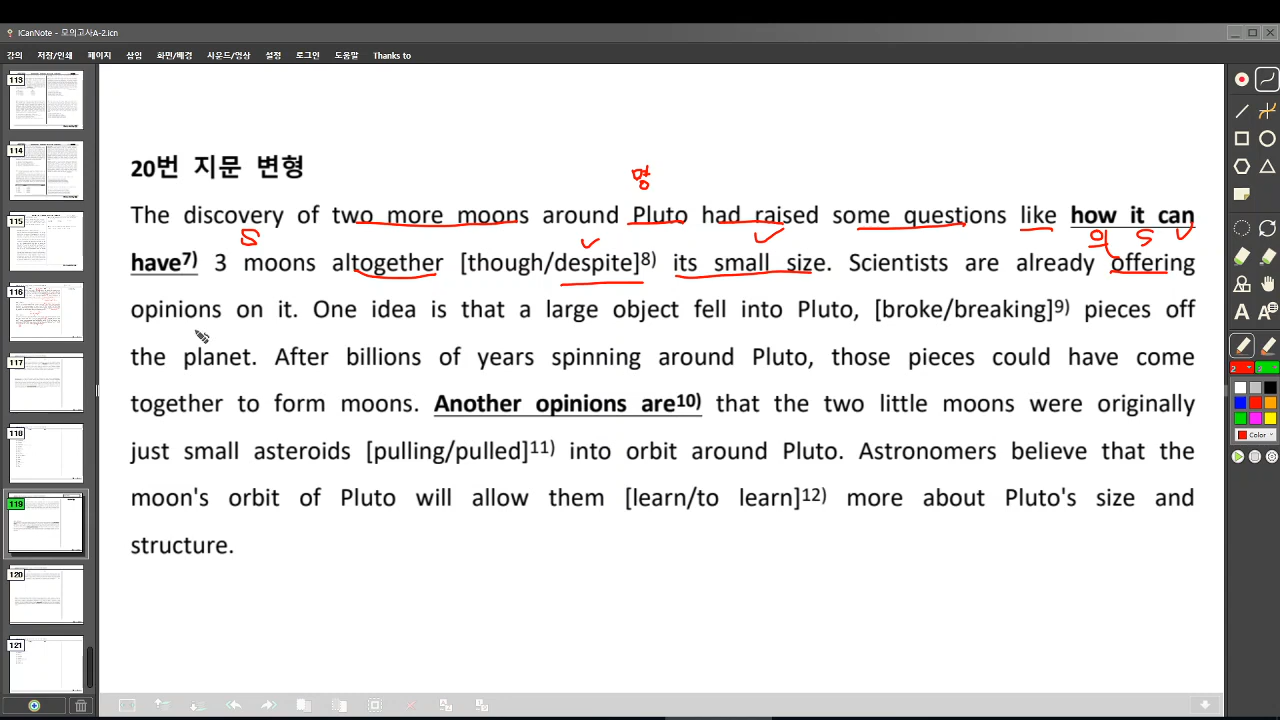 ICanNote - 모의고사A-2.icn
강의 저장/인쇄 페이지 삽입 화면/배경 사운드/영상 설정 로그인 도움말 Thanks to
113
114
115
116
117
118
119
120
121
20번 지문 변형
명
The discovery of two more moons around Pluto had raised some questions like how it can
S 의 S
have7) 3 moons altogether [though/despite]8) its small size. Scientists are already offering
opinions on it. One idea is that a large object fell into Pluto, [broke/breaking]9) pieces off
the planet. After billions of years spinning around Pluto, those pieces could have come
together to form moons. Another opinions are10) that the two little moons were originally
just small asteroids [pulling/pulled]11) into orbit around Pluto. Astronomers believe that the
moon's orbit of Pluto will allow them [learn/to learn]12) more about Pluto's size and
structure.
A A
2 2
Color